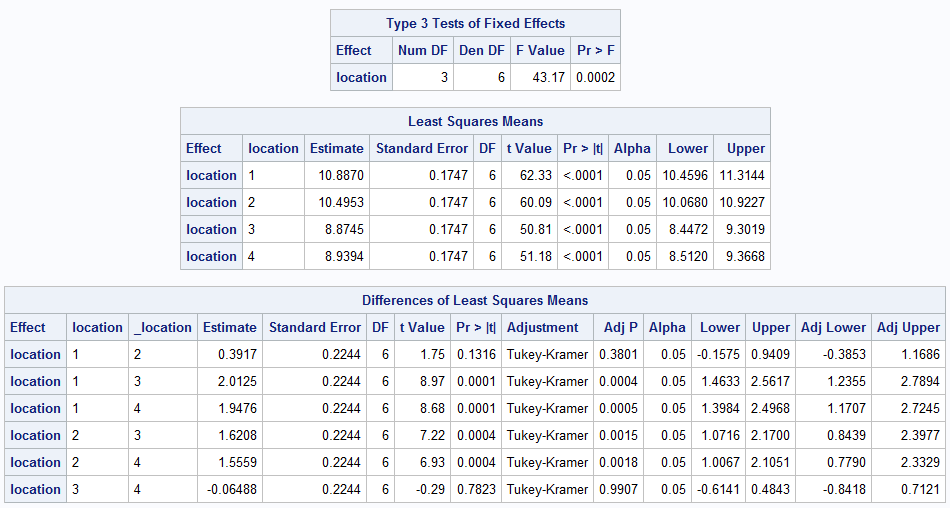 Type 3 Tests of Fixed Effects
Effect Num DF Den DF F Value Pr > F
location 3 6 43.17 0.0002
Least Squares Means
Effect location Estimate Standard Error DF t Value Pr > |t| Alpha Lower Upper
location 1 10.8870 0.1747 6 62.33 <.0001 0.05 10.4596 11.3144
location 2 10.4953 0.1747 6 60.09 <.0001 0.05 10.0680 10.9227
location 3 8.8745 0.1747 6 50.81 <.0001 0.05 8.4472 9.3019
location 4 8.9394 0.1747 6 51.18 <.0001 0.05 8.5120 9.3668
Differences of Least Squares Means
Effect location _location Estimate Standard Error DF t Value Pr > |t| Adjustment Adj P Alpha Lower Upper Adj Lower Adj Upper
location 1 2 0.3917 0.2244 6 1.75 0.1316 Tukey-Kramer 0.3801 0.05 -0.1575 0.9409 -0.3853 1.1686
location 1 3 2.0125 0.2244 6 8.97 0.0001 Tukey-Kramer 0.0004 0.05 1.4633 2.5617 1.2355 2.7894
location 1 4 1.9476 0.2244 6 8.68 0.0001 Tukey-Kramer 0.0005 0.05 1.3984 2.4968 1.1707 2.7245
location 2 3 1.6208 0.2244 6 7.22 0.0004 Tukey-Kramer 0.0015 0.05 1.0716 2.1700 0.8439 2.3977
location 2 4 1.5559 0.2244 6 6.93 0.0004 Tukey-Kramer 0.0018 0.05 1.0067 2.1051 0.7790 2.3329
location 3 4 -0.06488 0.2244 6 -0.29 0.7823 Tukey-Kramer 0.9907 0.05 -0.6141 0.4843 -0.8418 0.7121